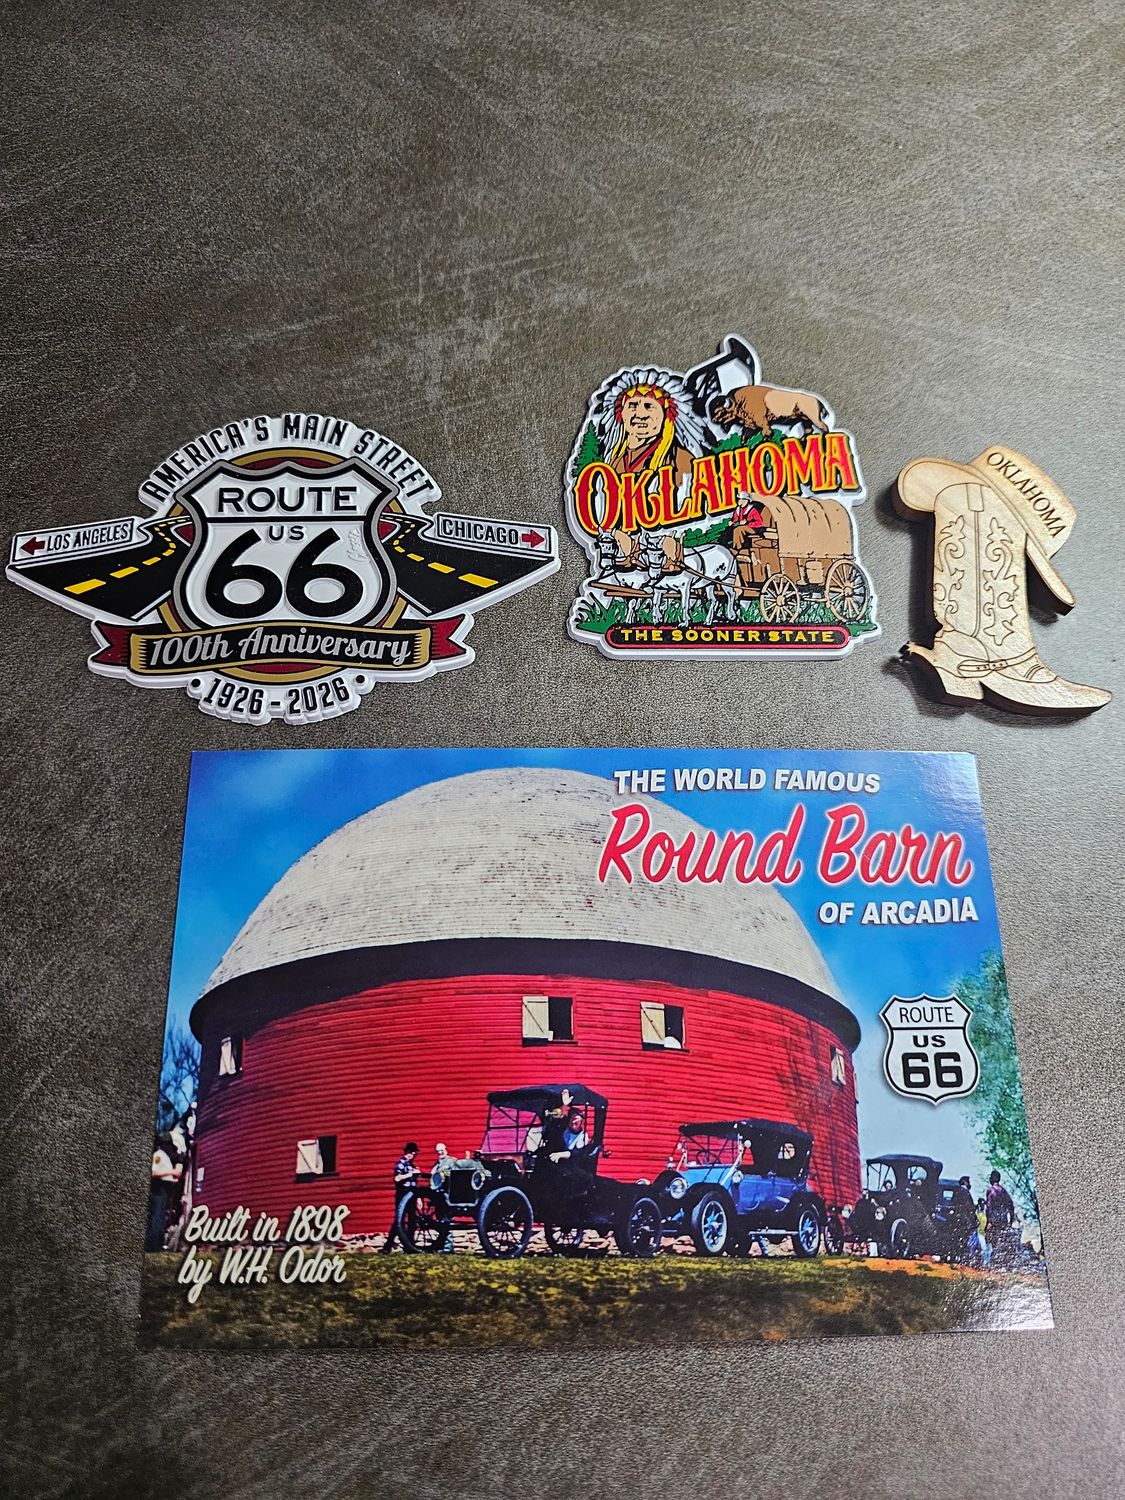 AMERICA'S MAIN STREET
LOS ANGELES
ROUTE
US
66
CHICAGO
100th Anniversary
• 1926 - 2026 •
OKLAHOMA
THE SOONER STATE
OKLAHOMA
THE WORLD FAMOUS
Round Barn
OF ARCADIA
ROUTE
US
66
Built in 1898
by W.H. Odor